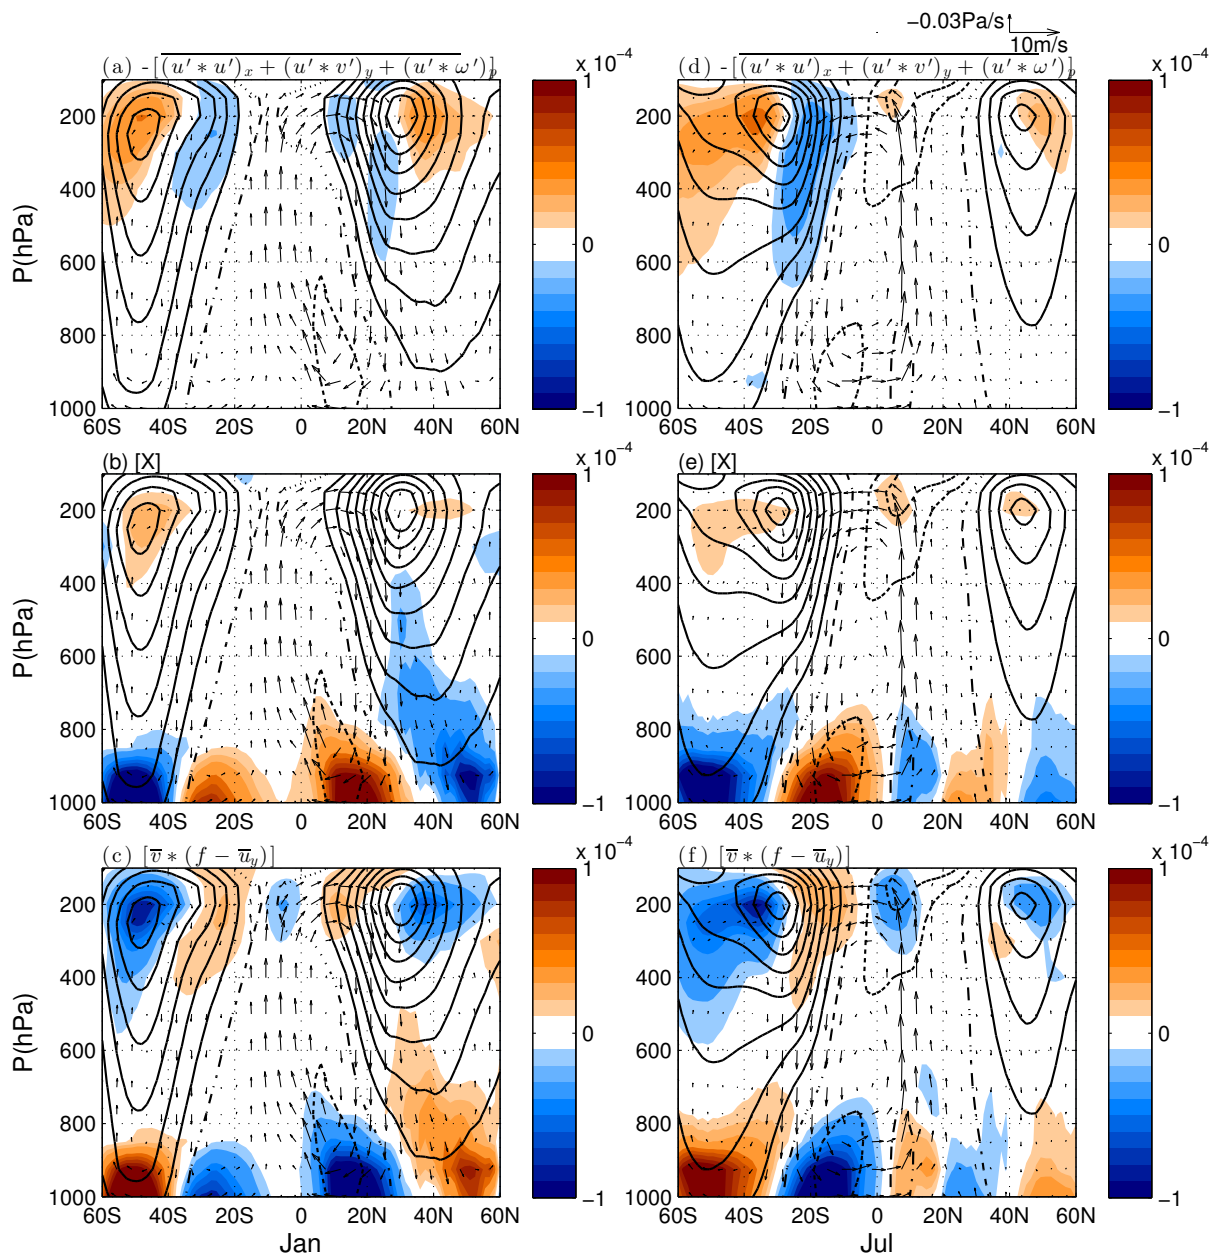 −0.03Pa/s
10m/s
(a) -[(u′ * u′)x + (u′ * v′)y + (u′ * ω′)]p
x 10−4
1
0
−1
P(hPa)
200
400
600
800
1000
60S 40S 20S 0 20N 40N 60N
(d) -[(u′ * u′)x + (u′ * v′)y + (u′ * ω′)]p
x 10−4
1
0
−1
200
400
600
800
1000
60S 40S 20S 0 20N 40N 60N
(b) [X]
x 10−4
1
0
−1
P(hPa)
200
400
600
800
1000
60S 40S 20S 0 20N 40N 60N
(e) [X]
x 10−4
1
0
−1
200
400
600
800
1000
60S 40S 20S 0 20N 40N 60N
(c) [v̅ * (f − u̅y)]
x 10−4
1
0
−1
P(hPa)
200
400
600
800
1000
60S 40S 20S 0 20N 40N 60N
Jan
(f) [v̅ * (f − u̅y)]
x 10−4
1
0
−1
200
400
600
800
1000
60S 40S 20S 0 20N 40N 60N
Jul